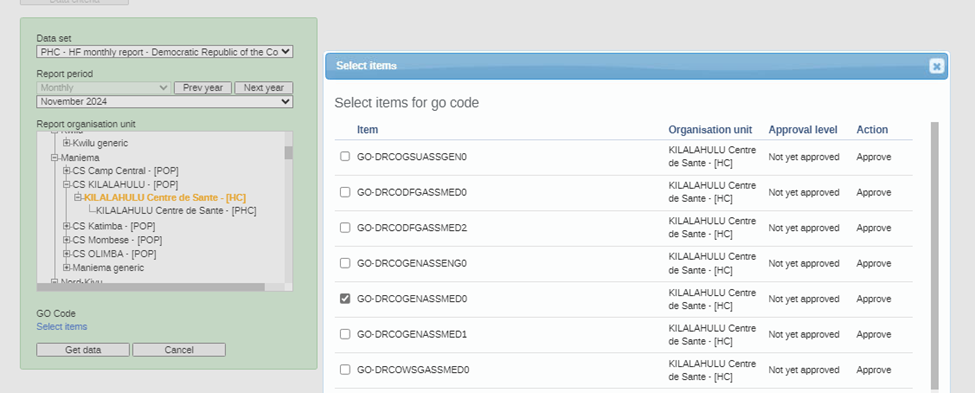 Data criteria
Data set
PHC - HF monthly report - Democratic Republic of the Co
Report period
Monthly Prev year Next year
November 2024
Report organisation unit
Kwilu
Kwilu generic
Maniema
CS Camp Central - [POP]
CS KILALAHULU - [POP]
KILALAHULU Centre de Sante - [HC]
KILALAHULU Centre de Sante - [PHC]
CS Katimba - [POP]
CS Mombese - [POP]
CS OLIMBA - [POP]
Maniema generic
Nord-Kivu
GO Code
Select items
Get data Cancel
Select items
Select items for go code
Item Organisation unit Approval level Action
GO-DRCOGSUASSGEN0 KILALAHULU Centre de Sante - [HC] Not yet approved Approve
GO-DRCODFGASSMED0 KILALAHULU Centre de Sante - [HC] Not yet approved Approve
GO-DRCODFGASSMED2 KILALAHULU Centre de Sante - [HC] Not yet approved Approve
GO-DRCOGENASSENG0 KILALAHULU Centre de Sante - [HC] Not yet approved Approve
GO-DRCOGENASSMED0 KILALAHULU Centre de Sante - [HC] Not yet approved Approve
GO-DRCOGENASSMED1 KILALAHULU Centre de Sante - [HC] Not yet approved Approve
GO-DRCOWSGASSMED0 KILALAHULU Centre de Sante - [HC] Not yet approved Approve